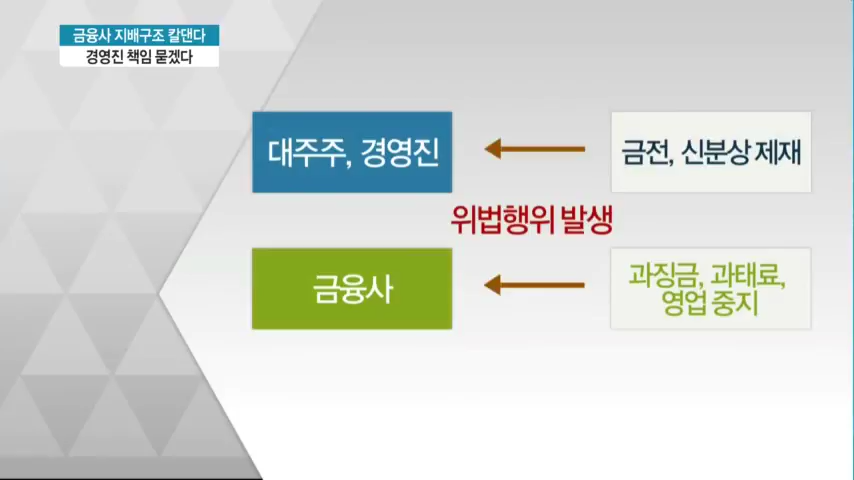 금융사 지배구조 칼댄다
경영진 책임 묻겠다
대주주, 경영진
금전, 신분상 제재
위법행위 발생
금융사
과징금, 과태료,
영업 중지